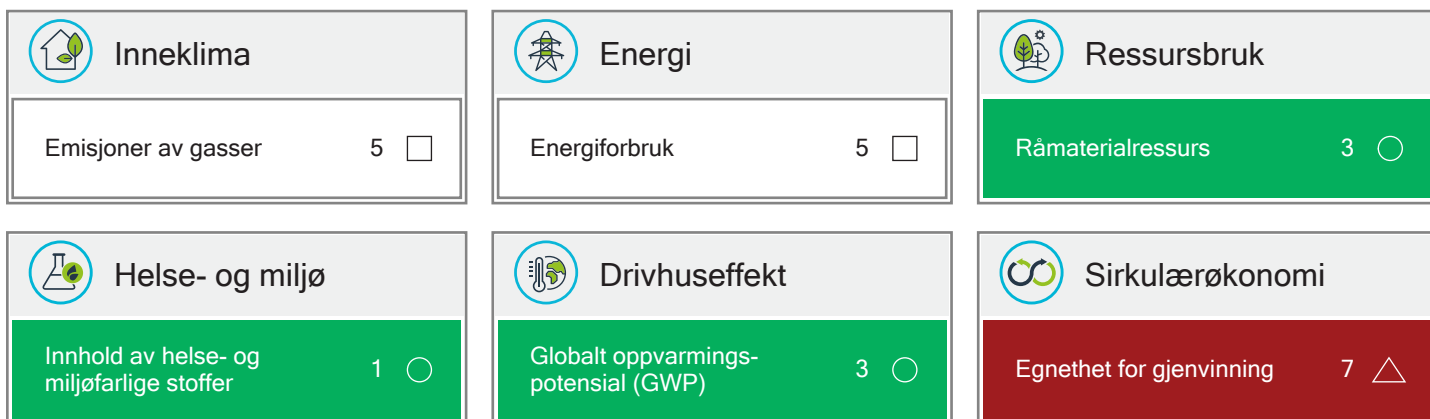 Inneklima
Emisjoner av gasser 5
Energi
Energiforbruk 5
Ressursbruk
Råmaterialressurs 3
Helse- og miljø
Innhold av helse- og
miljøfarlige stoffer 1
Drivhuseffekt
Globalt oppvarmings-
potensial (GWP) 3
Sirkulærøkonomi
Egnethet for gjenvinning 7